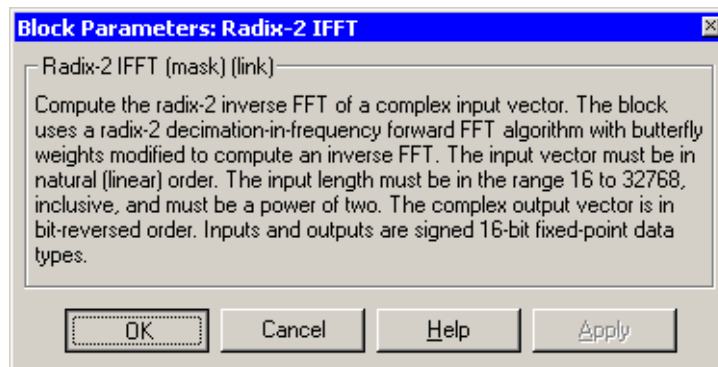 Block Parameters: Radix-2 IFFT
Radix-2 IFFT (mask) (link)
Compute the radix-2 inverse FFT of a complex input vector. The block
uses a radix-2 decimation-in-frequency forward FFT algorithm with butterfly
weights modified to compute an inverse FFT. The input vector must be in
natural (linear) order. The input length must be in the range 16 to 32768,
inclusive, and must be a power of two. The complex output vector is in
bit-reversed order. Inputs and outputs are signed 16-bit fixed-point data
types.
OK Cancel Help Apply